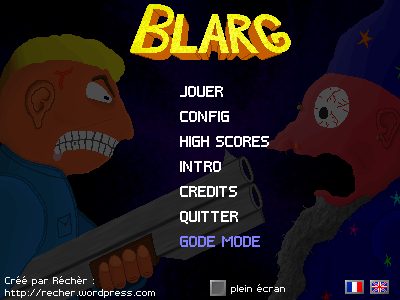 BLARG
JOUER
CONFIG
HIGH SCORES
INTRO
CREDITS
QUITTER
GODE MODE
Créé par Réchèr :
http://recher.wordpress.com
plein écran